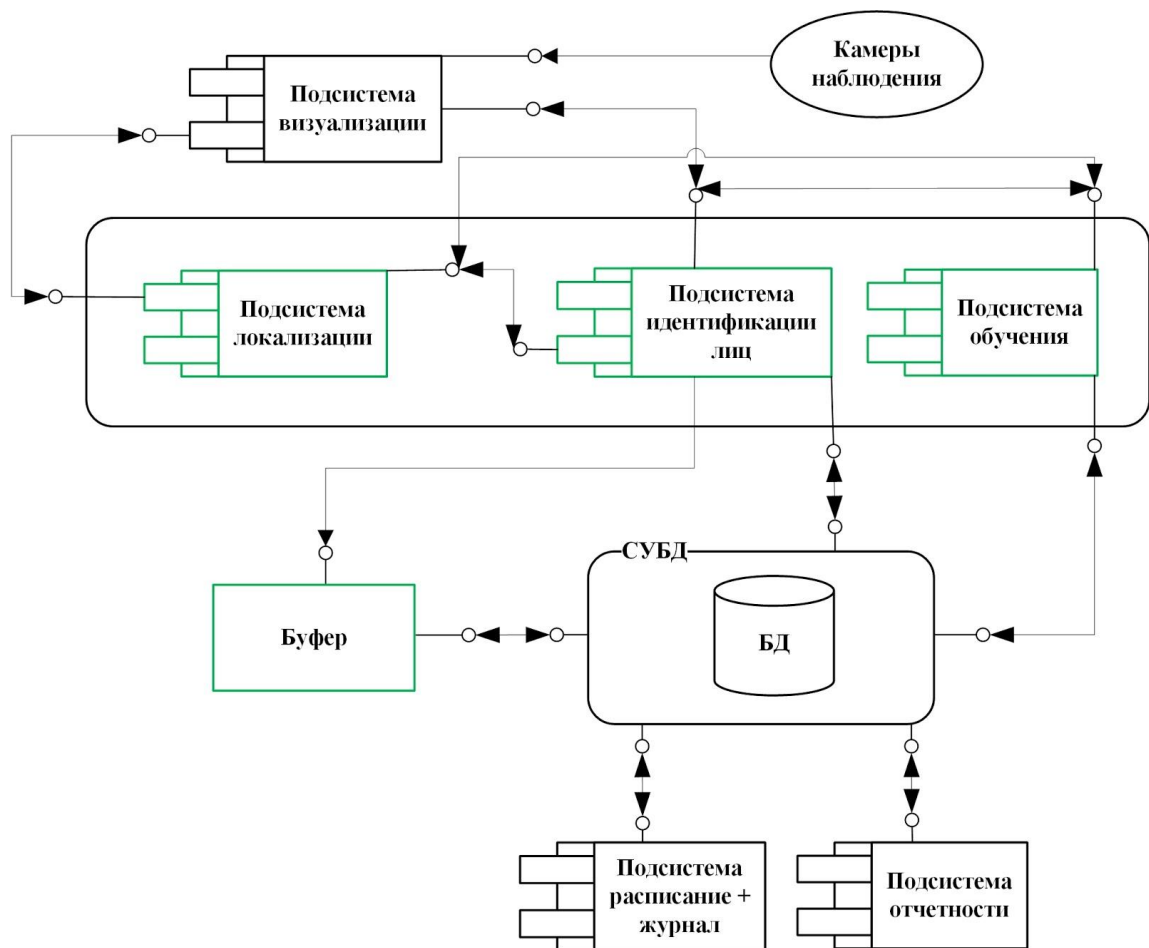 Камеры
наблюдения
Подсистема
визуализации
Подсистема
локализации
Подсистема
идентификации
лиц
Подсистема
обучения
СУБД
Буфер
БД
Подсистема
расписание +
журнал
Подсистема
отчетности